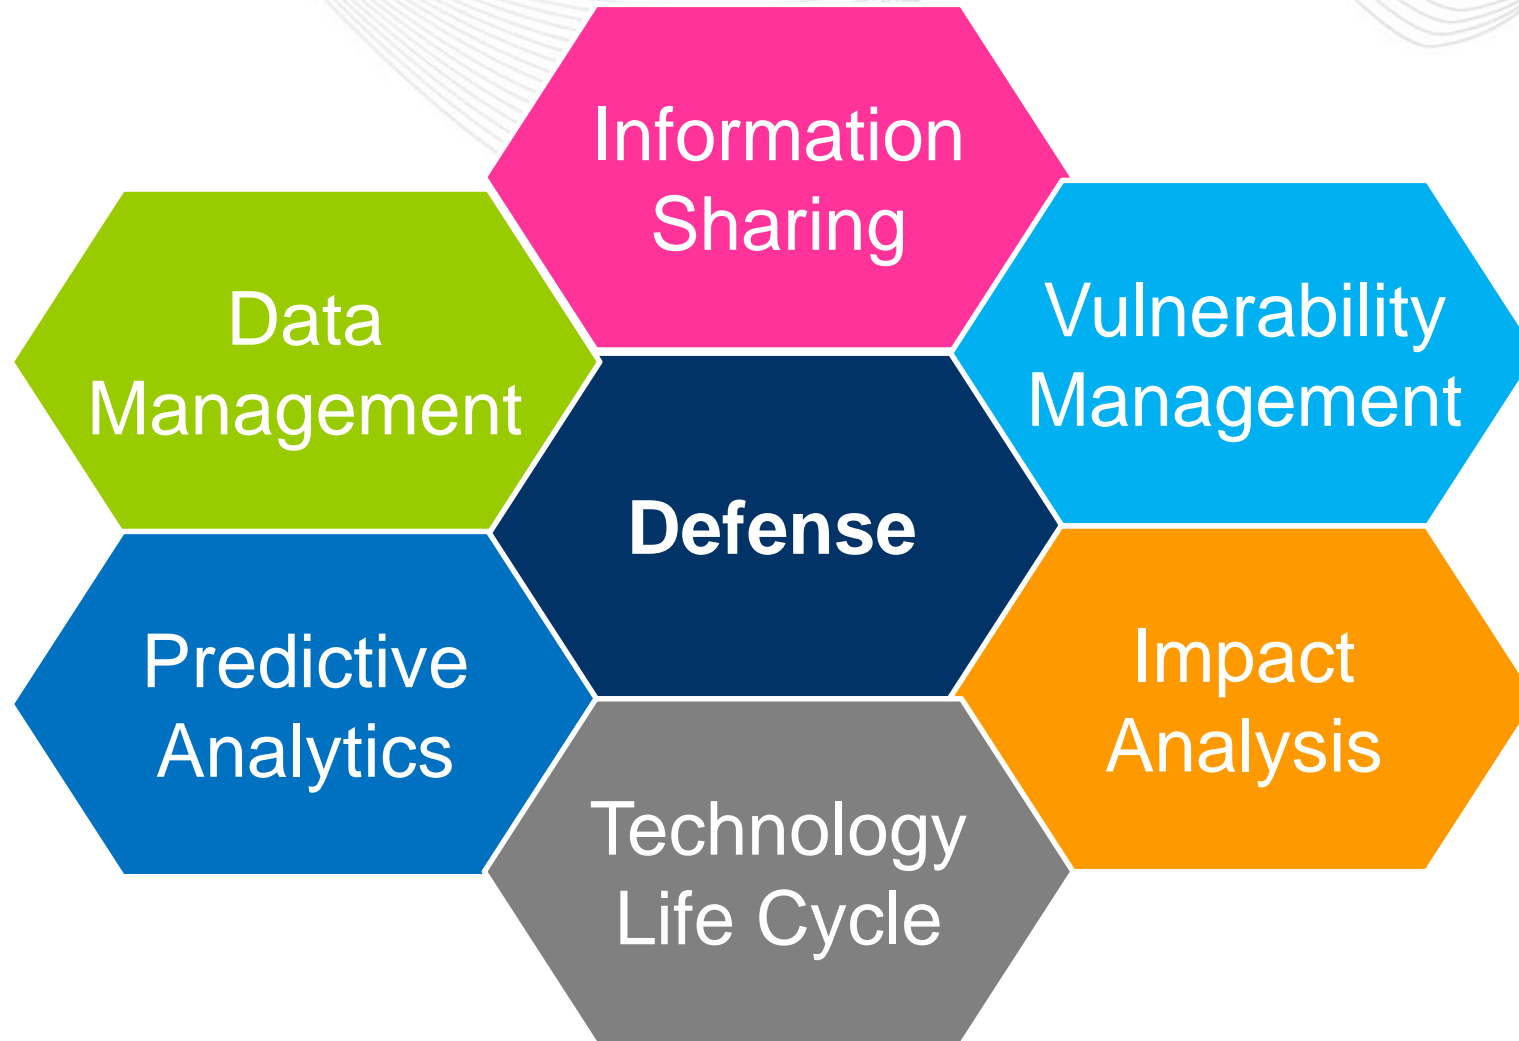 Information
Sharing
Data
Management
Vulnerability
Management
Defense
Predictive
Analytics
Impact
Analysis
Technology
Life Cycle